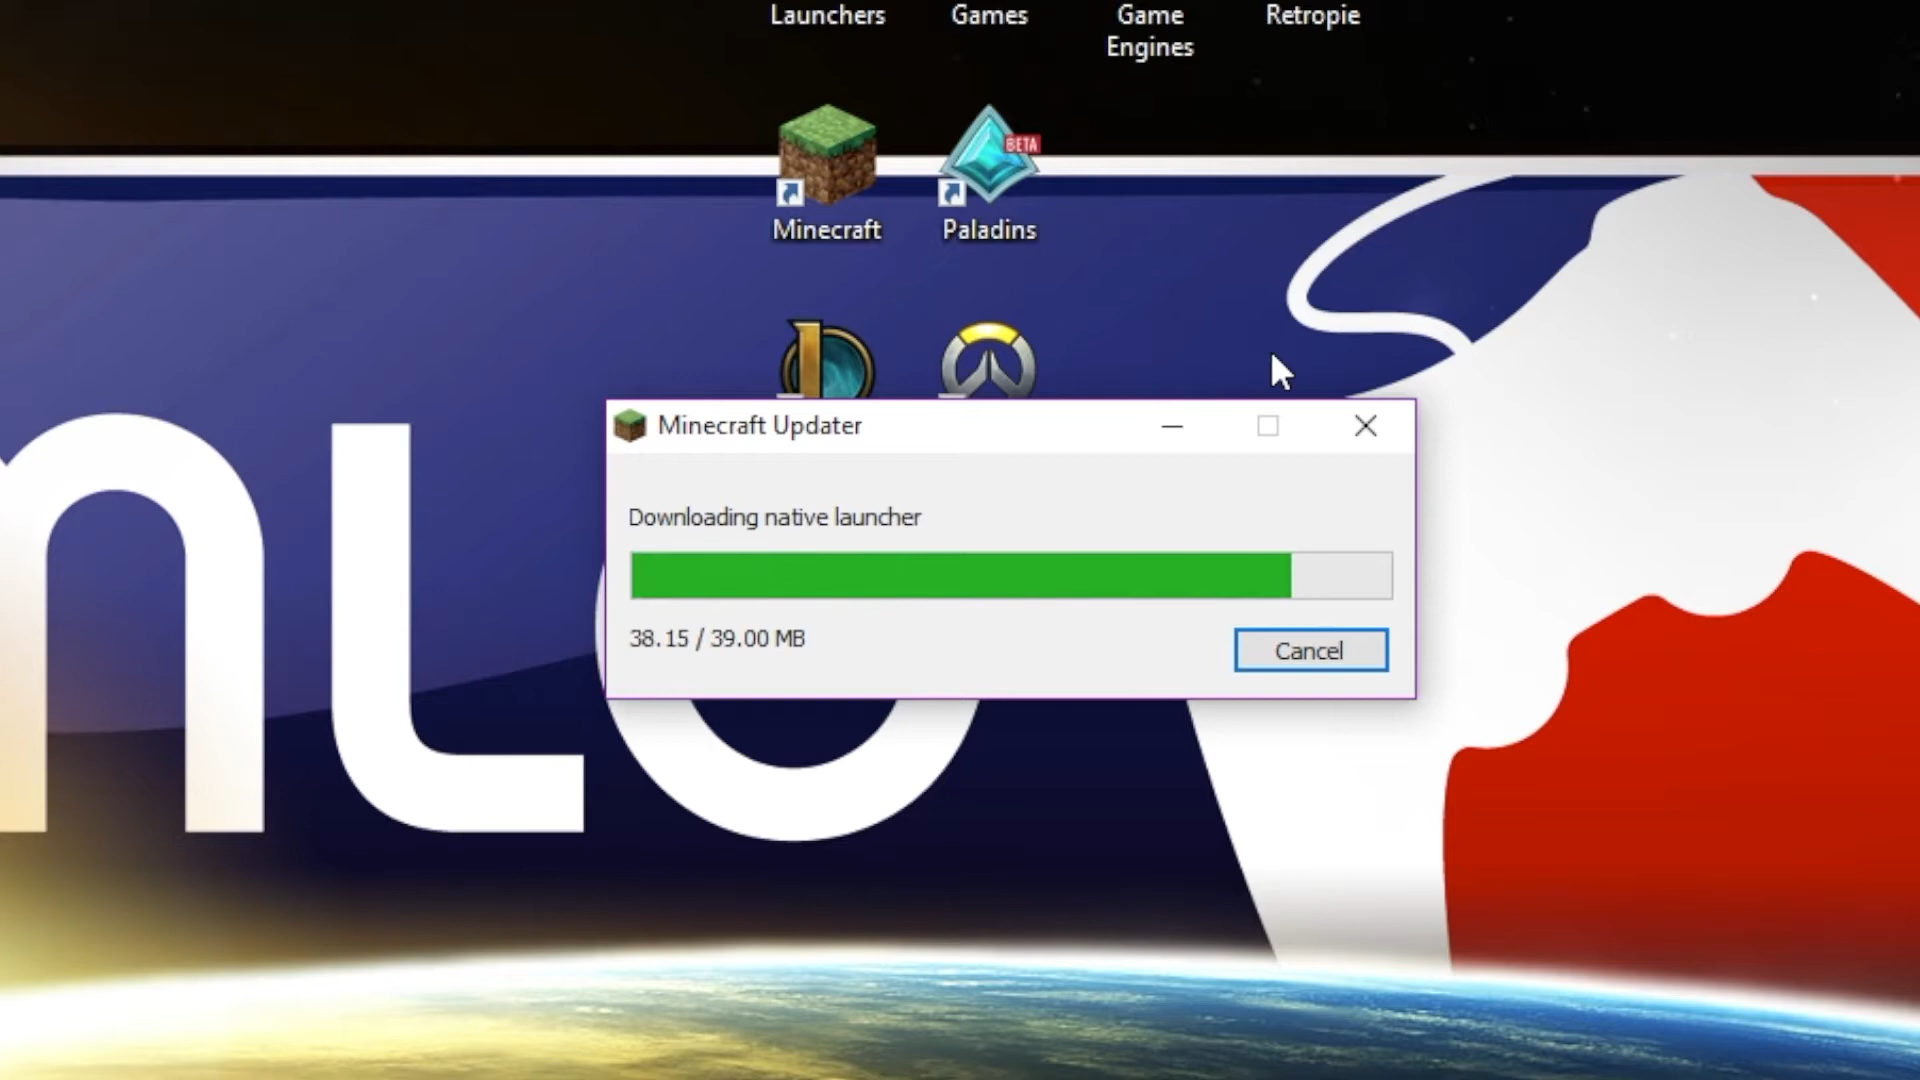 Launchers
Games
Game
Engines
Retropie
Minecraft
BETA
Paladins
Minecraft Updater
Downloading native launcher
38.15 / 39.00 MB
Cancel